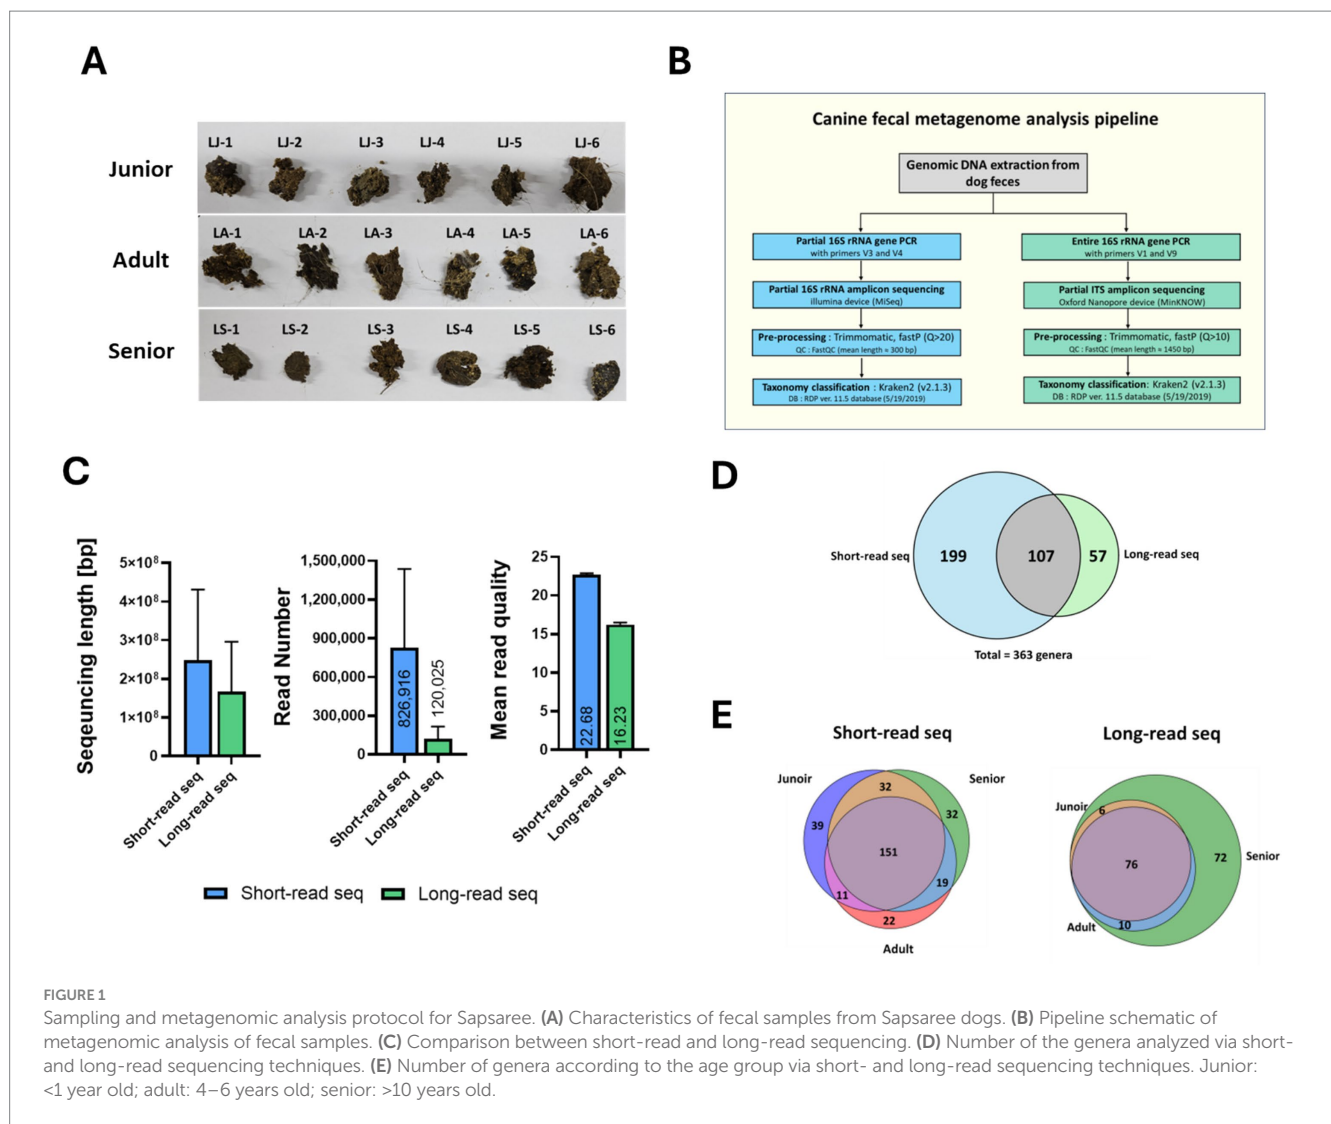 A
LJ-1 LJ-2 LJ-3 LJ-4 LJ-5 LJ-6
Junior
LA-1 LA-2 LA-3 LA-4 LA-5 LA-6
Adult
LS-1 LS-2 LS-3 LS-4 LS-5 LS-6
Senior
B
Canine fecal metagenome analysis pipeline
Genomic DNA extraction from
dog feces
Partial 16S rRNA gene PCR
with primers V3 and V4
Partial 16S rRNA amplicon sequencing
illumina device (MiSeq)
Pre-processing : Trimmomatic, fastP (Q>20)
QC : FastQC (mean length = 300 bp)
Taxonomy classification : Kraken2 (v2.1.3)
DB : RDP ver. 11.5 database (5/19/2019)
Entire 16S rRNA gene PCR
with primers V1 and V9
Partial ITS amplicon sequencing
Oxford Nanopore device (MinKNOW)
Pre-processing : Trimmomatic, fastP (Q>10)
QC : FastQC (mean length = 1450 bp)
Taxonomy classification: Kraken2 (v2.1.3)
DB : RDP ver. 11.5 database (5/19/2019)
C
Seqeuncing length [bp]
5×10⁸
4×10⁸
3×10⁸
2×10⁸
1×10⁸
0
Short-read seq
Long-read seq
Read Number
1,500,000
1,200,000
900,000
600,000
300,000
0
826,916
120,025
Short-read seq
Long-read seq
Mean read quality
25
20
15
10
5
0
22.68
16.23
Short-read seq
Long-read seq
Short-read seq Long-read seq
D
Short-read seq 199 107 57 Long-read seq
Total = 363 genera
E
Short-read seq
Junoir Senior
32
39 32
151
11 19
22
Adult
Long-read seq
Junoir 6
76 72 Senior
Adult 10
FIGURE 1
Sampling and metagenomic analysis protocol for Sapsaree. (A) Characteristics of fecal samples from Sapsaree dogs. (B) Pipeline schematic of
metagenomic analysis of fecal samples. (C) Comparison between short-read and long-read sequencing. (D) Number of the genera analyzed via short-
and long-read sequencing techniques. (E) Number of genera according to the age group via short- and long-read sequencing techniques. Junior:
<1 year old; adult: 4–6 years old; senior: >10 years old.